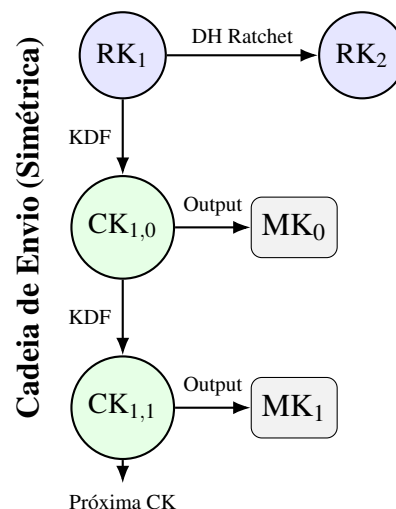 Cadeia de Envio (Simétrica)
RK1
DH Ratchet
RK2
KDF
CK1,0
Output
MK0
KDF
CK1,1
Output
MK1
Próxima CK